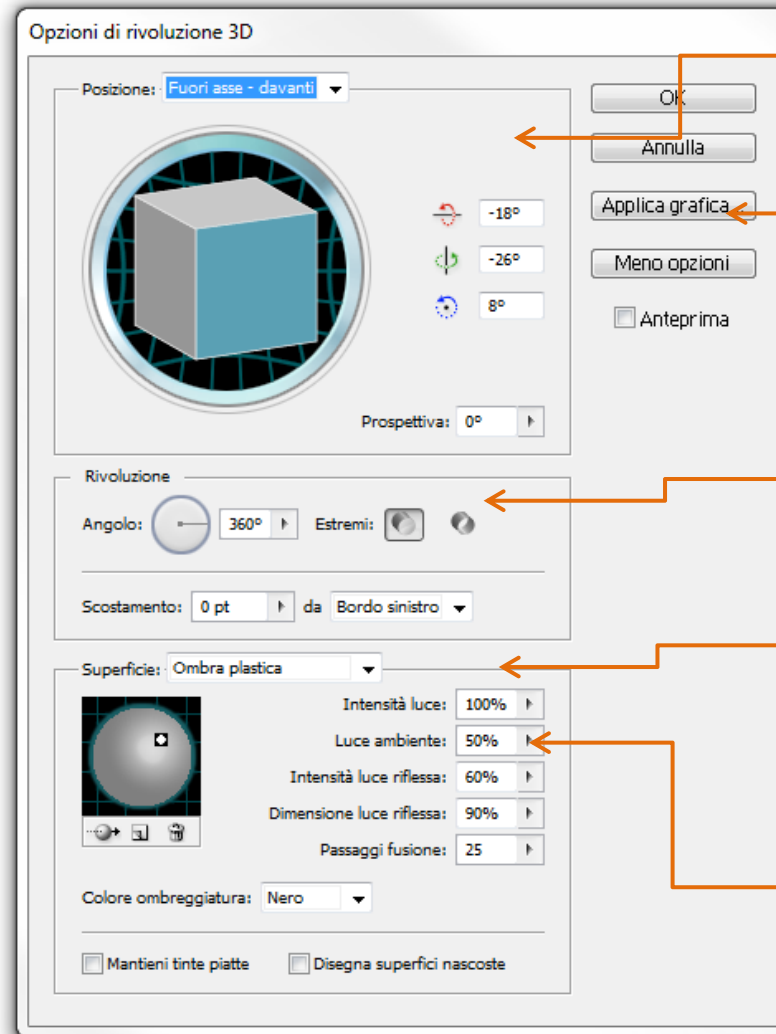 Opzioni di rivoluzione 3D
Posizione: Fuori asse - davanti
OK
Annulla
Applica grafica...
Meno opzioni
Anteprima
-18°
-26°
8°
Prospettiva: 0°
Rivoluzione
Angolo: 360° Estremi:
Scostamento: 0 pt da Bordo sinistro
Superficie: Ombra plastica
Intensità luce: 100%
Luce ambiente: 50%
Intensità luce riflessa: 60%
Dimensione luce riflessa: 90%
Passaggi fusione: 25
Colore ombreggiatura: Nero
Mantieni tinte piatte Disegna superfici nascoste